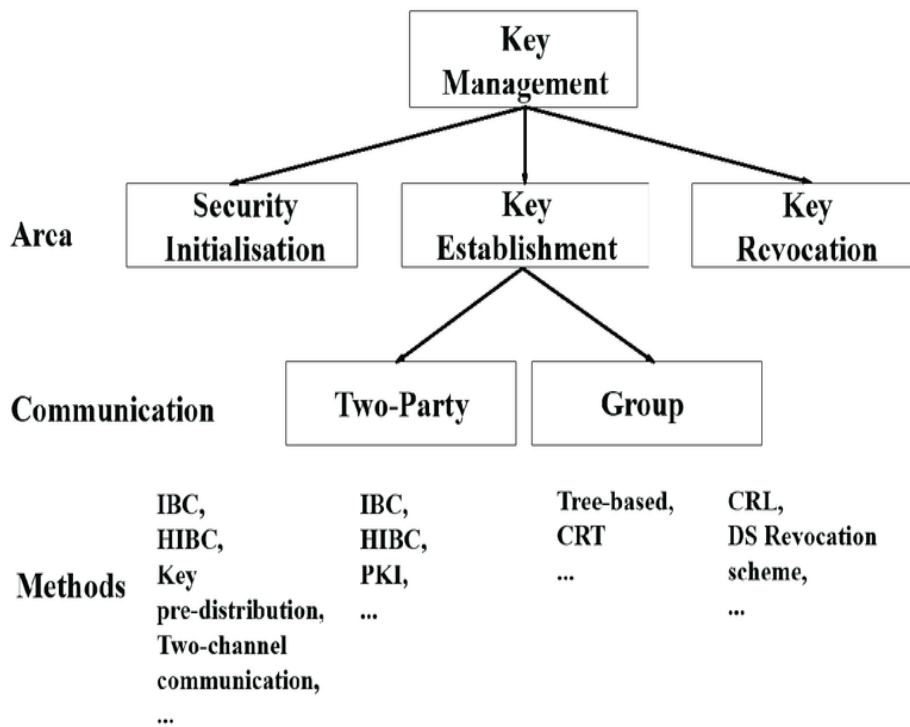 Key
Management
Area
Security
Initialisation
Key
Establishment
Key
Revocation
Communication
Two-Party
Group
Methods
IBC,
HIBC,
Key
pre-distribution,
Two-channel
communication,
...
IBC,
HIBC,
PKI,
...
Tree-based,
CRT
...
CRL,
DS Revocation
scheme,
...